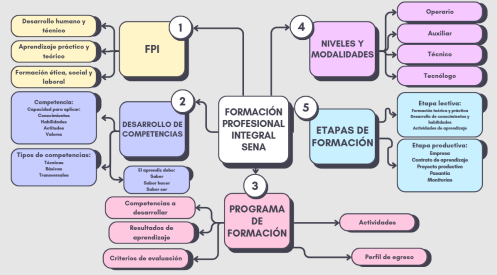 Desarrollo humano y
técnico
Aprendizaje práctico y
teórico
Formación ética, social y
laboral
1
FPI
4
NIVELES Y
MODALIDADES
Operario
Auxiliar
Técnico
Tecnólogo
Competencia:
Capacidad para aplicar:
Conocimientos
Habilidades
Actitudes
Valores
Tipos de competencias:
Técnicas
Básicas
Transversales
2
DESARROLLO DE
COMPETENCIAS
El aprendiz debe:
Saber
Saber hacer
Saber ser
FORMACIÓN
PROFESIONAL
INTEGRAL
SENA
5
ETAPAS DE
FORMACIÓN
Etapa lectiva:
Formación teórica y práctica
Desarrollo de conocimientos y
habilidades
Actividades de aprendizaje
Etapa productiva:
Empresa
Contrato de aprendizaje
Proyecto productivo
Pasantía
Monitorías
3
PROGRAMA
DE
FORMACIÓN
Competencias a
desarrollar
Resultados de
aprendizaje
Criterios de evaluación
Actividades
Perfil de egreso